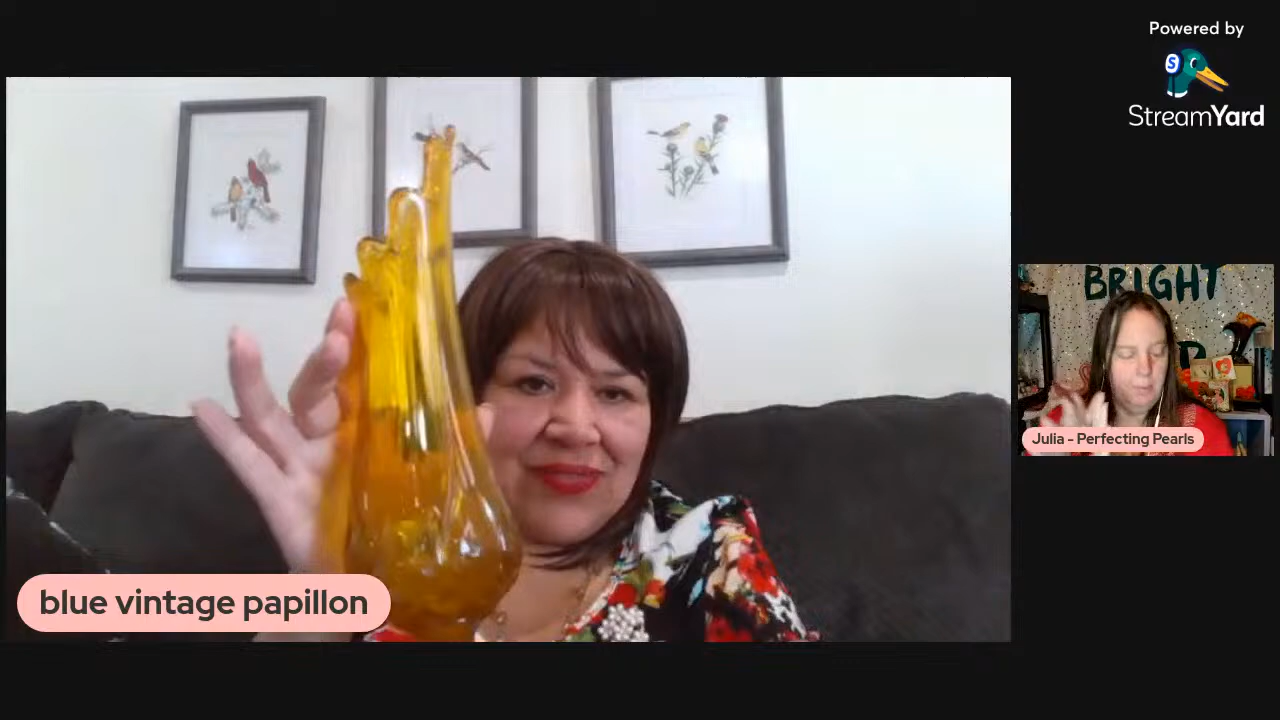 Powered by
StreamYard
BRIGHT
Julia - Perfecting Pearls
blue vintage papillon